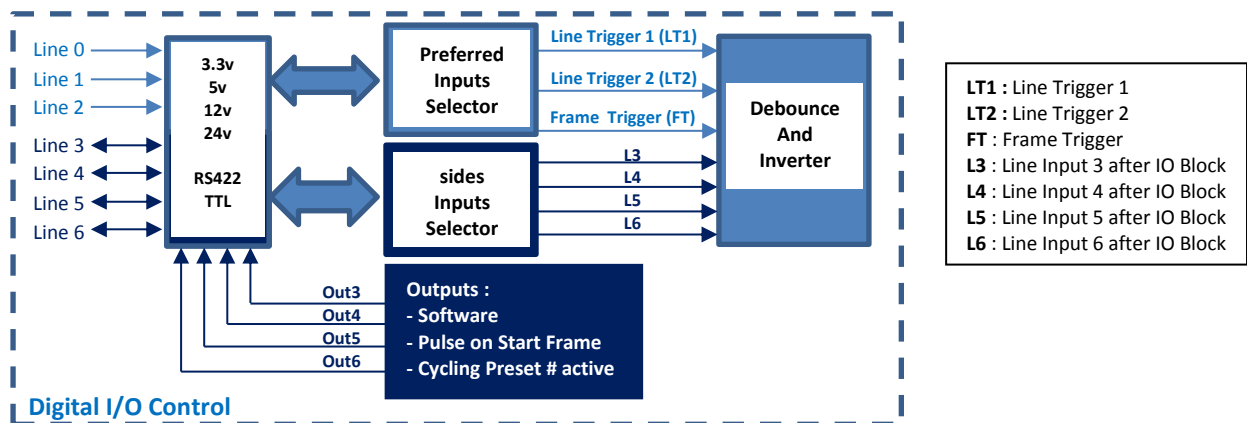 Line 0
Line 1
Line 2
Line 3
Line 4
Line 5
Line 6
3.3v
5v
12v
24v
RS422
TTL
Preferred
Inputs
Selector
sides
Inputs
Selector
Line Trigger 1 (LT1)
Line Trigger 2 (LT2)
Frame Trigger (FT)
L3
L4
L5
L6
Debounce
And
Inverter
Out3
Out4
Out5
Out6
Outputs :
- Software
- Pulse on Start Frame
- Cycling Preset # active
Digital I/O Control
LT1 : Line Trigger 1
LT2 : Line Trigger 2
FT : Frame Trigger
L3 : Line Input 3 after IO Block
L4 : Line Input 4 after IO Block
L5 : Line Input 5 after IO Block
L6 : Line Input 6 after IO Block